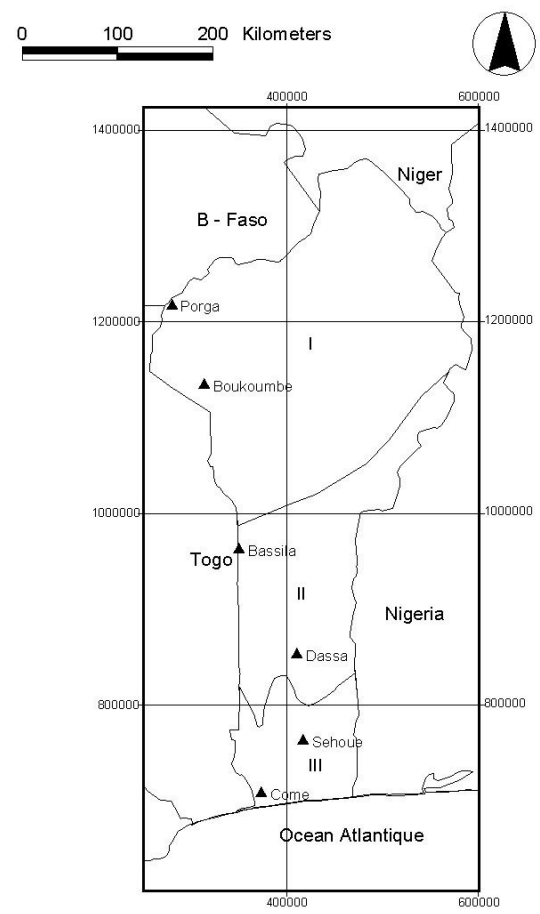 0 100 200 Kilometers
400000 600000
1400000 1400000
Niger
B - Faso
Porga
1200000 1200000
I
Boukoumbe
1000000 1000000
Bassila
Togo
II
Nigeria
Dassa
800000 800000
Sehoue
III
Come
Ocean Atlantique
400000 600000